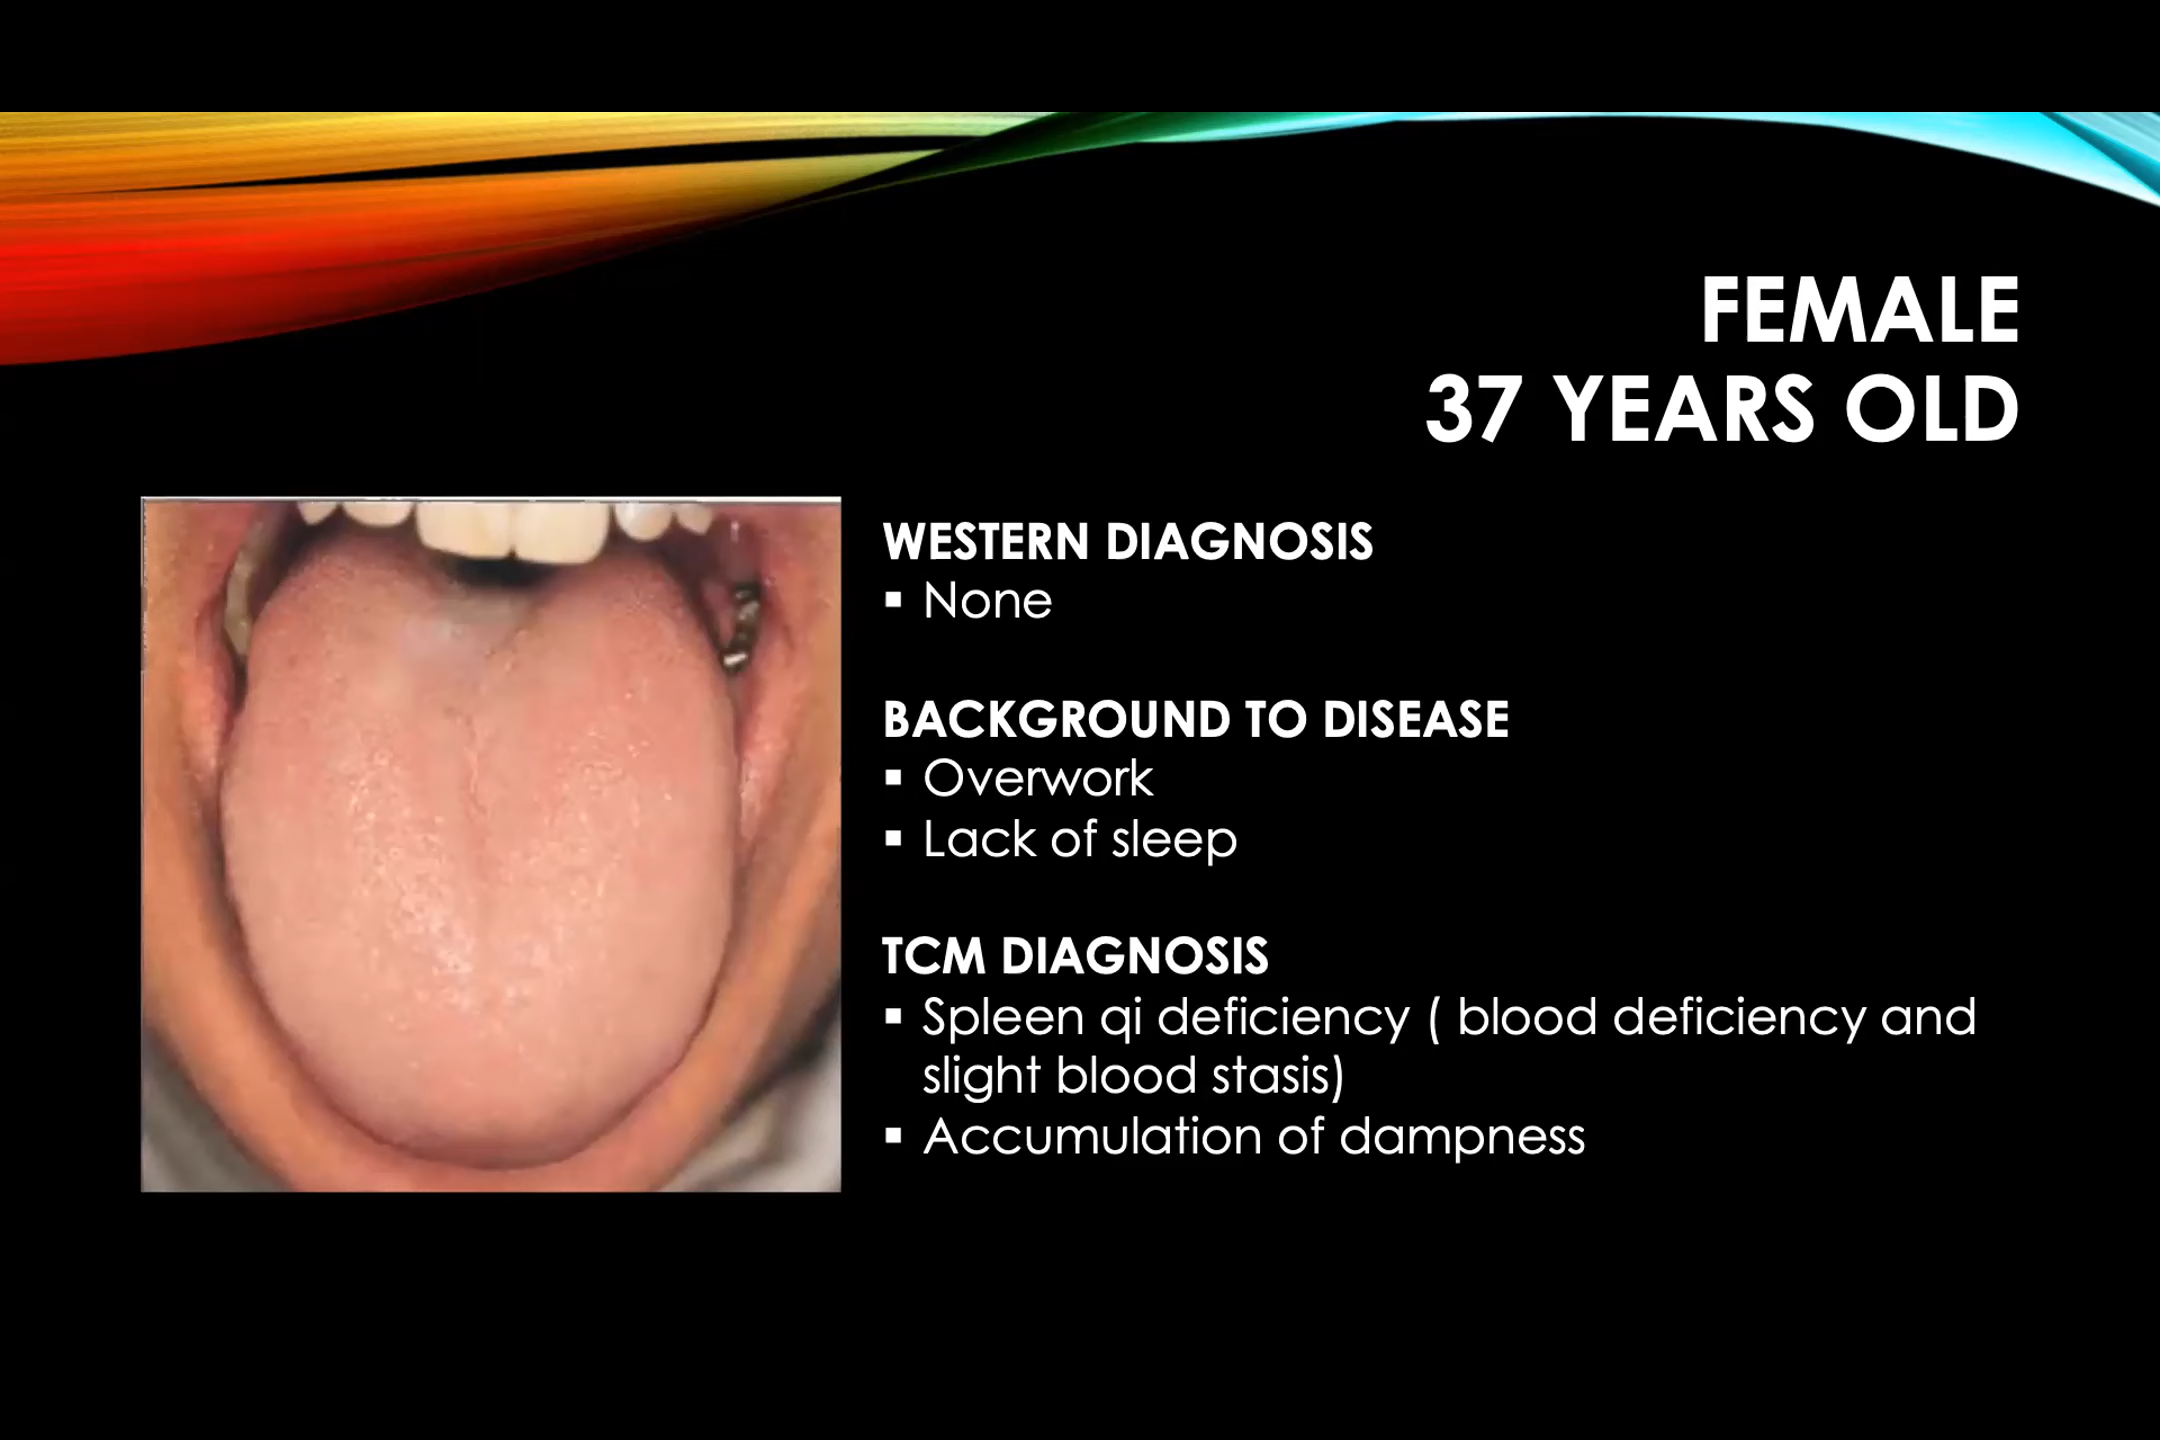 FEMALE
37 YEARS OLD
WESTERN DIAGNOSIS
▪ None
BACKGROUND TO DISEASE
▪ Overwork
▪ Lack of sleep
TCM DIAGNOSIS
▪ Spleen qi deficiency ( blood deficiency and
slight blood stasis)
▪ Accumulation of dampness